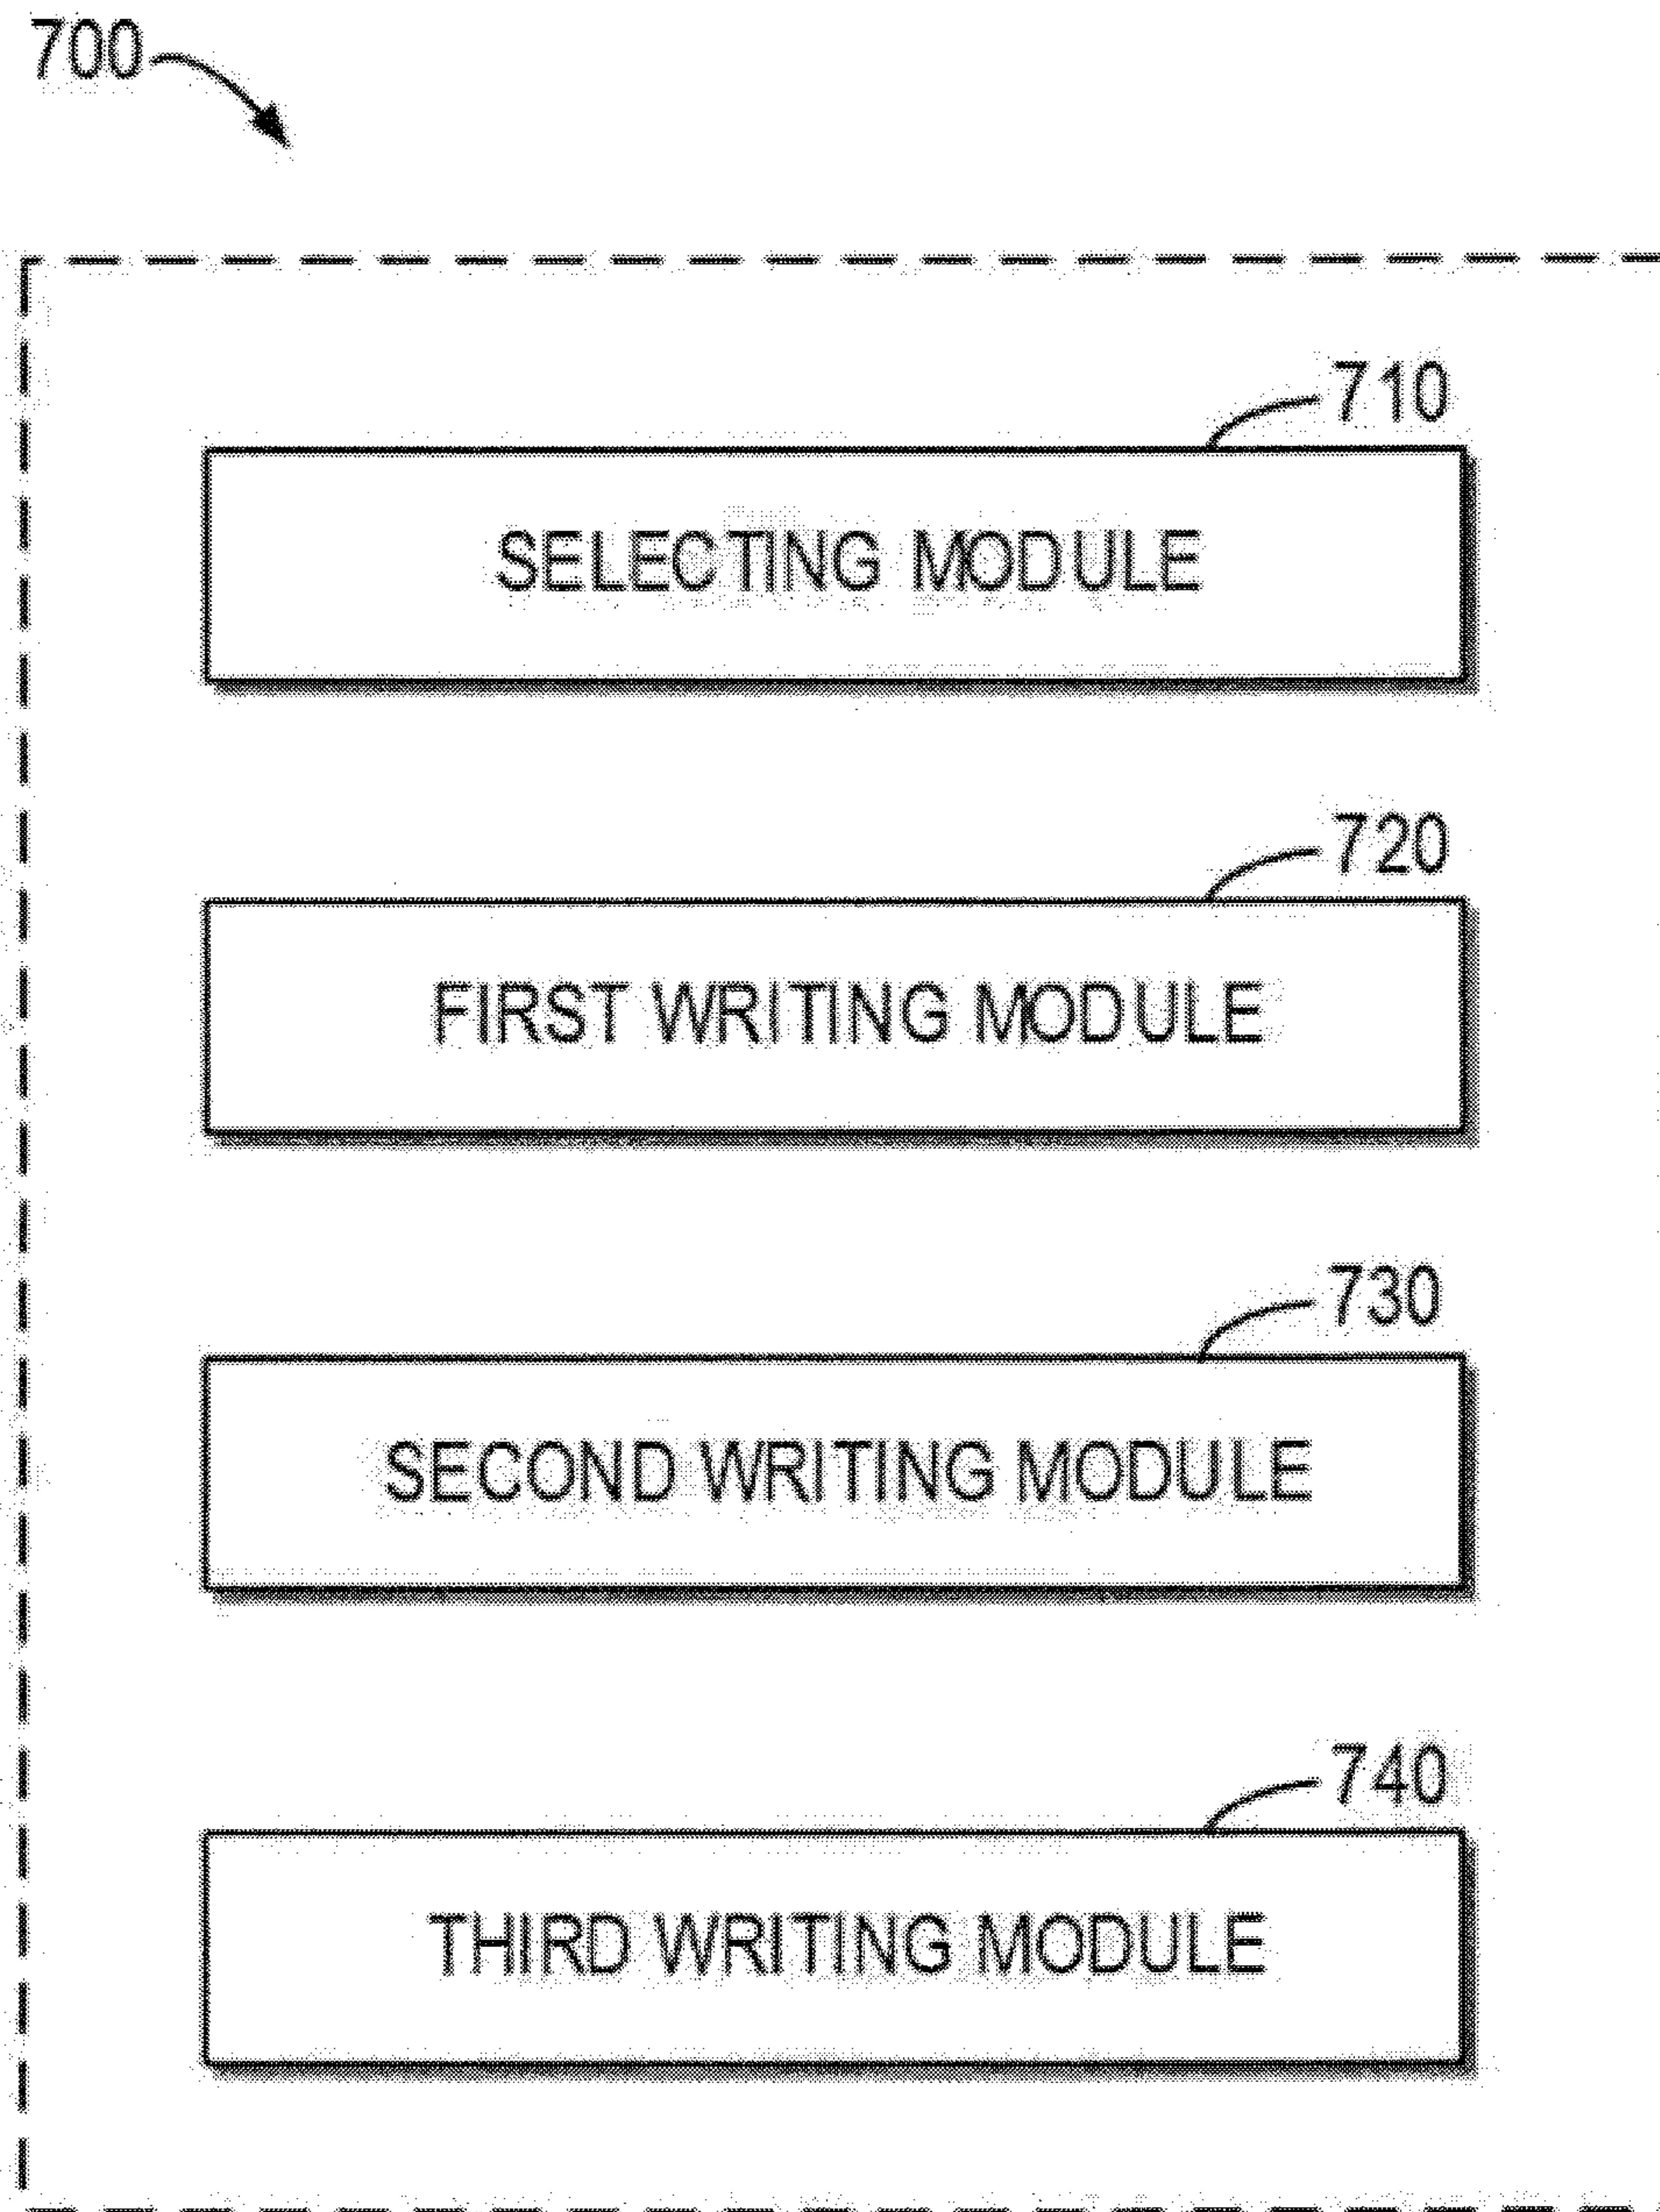 700
710
SELECTING MODULE
720
FIRST WRITING MODULE
730
SECOND WRITING MODULE
740
THIRD WRITING MODULE